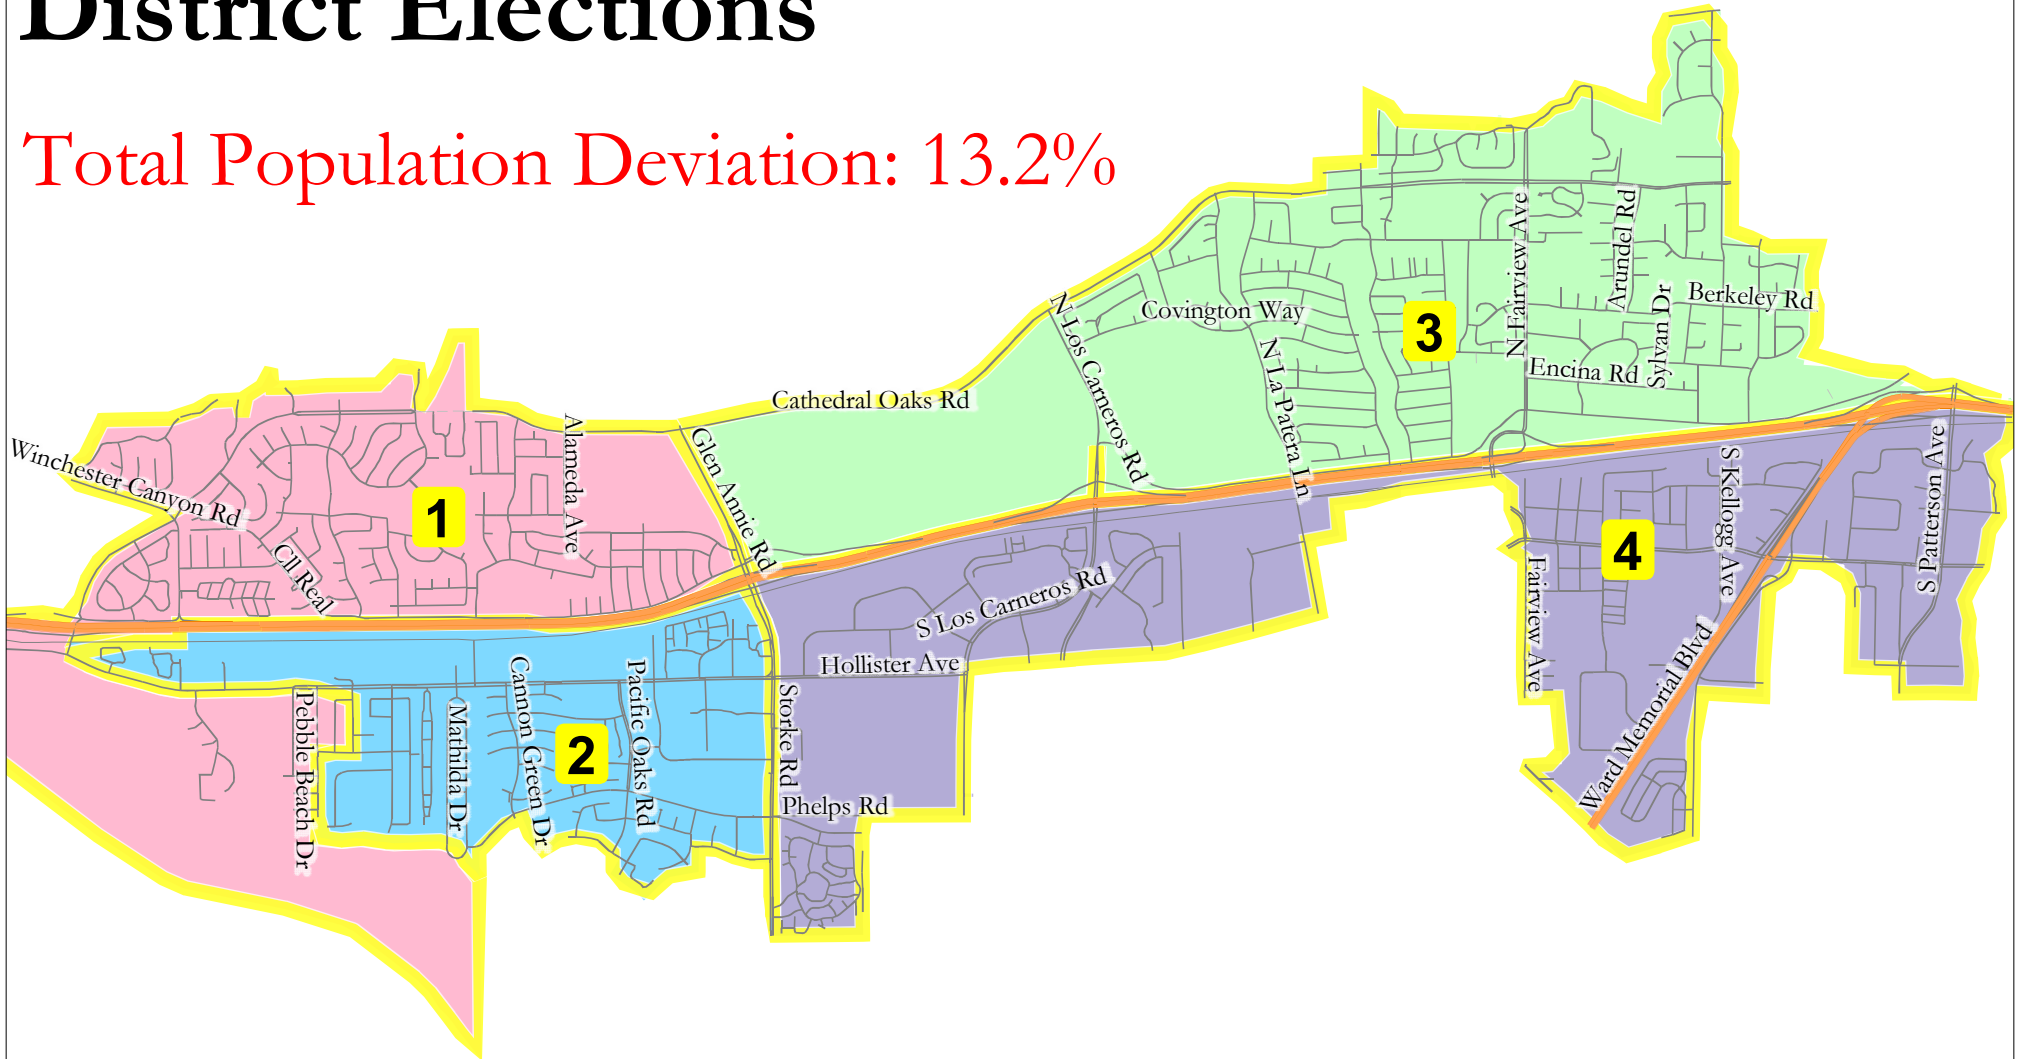 District Elections
Total Population Deviation: 13.2%
N Fairview Ave
Arundel Rd
Sylvan Dr
Berkeley Rd
Covington Way
N Los Carneros Rd
3
N La Patera Ln
Encina Rd
Cathedral Oaks Rd
Alameda Ave
Glen Annie Rd
Winchester Canyon Rd
1
Cll Real
S Kellogg Ave
S Patterson Ave
4
Fairview Ave
S Los Carneros Rd
Hollister Ave
Ward Memorial Blvd
Pebble Beach Dr
Mathilda Dr
Cannon Green Dr
2
Pacific Oaks Rd
Storke Rd
Phelps Rd